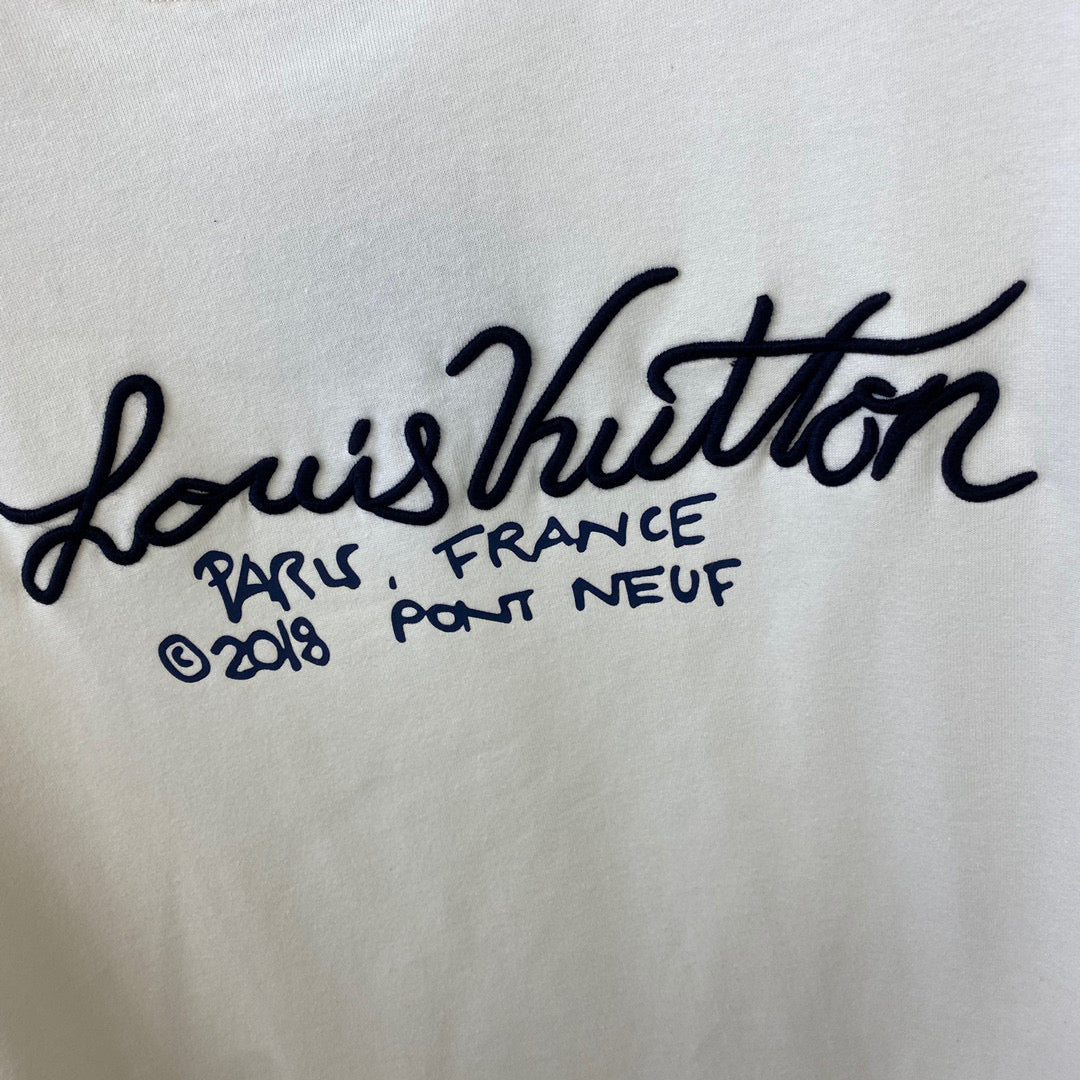 Louis Vuitton
PARIS, FRANCE
©2018 PONT NEUF